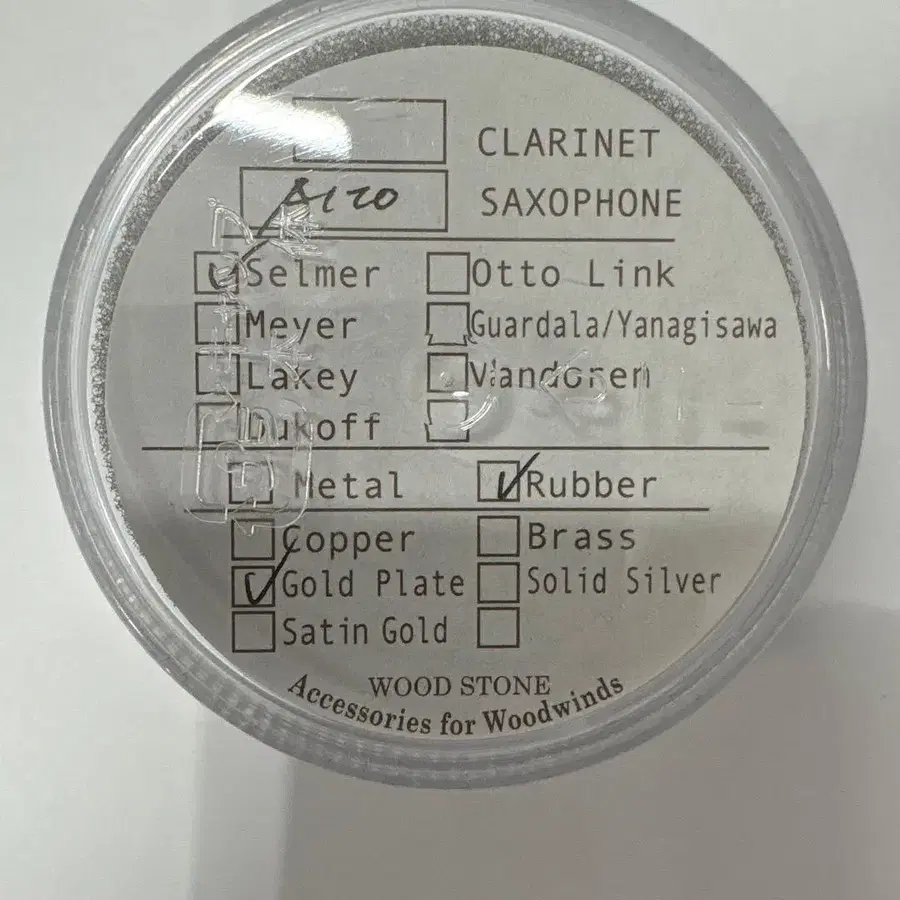 CLARINET
Alto SAXOPHONE
Selmer Otto Link
Meyer Guardala/Yanagisawa
Lakey Vandoren
Dukoff
Metal Rubber
Copper Brass
Gold Plate Solid Silver
Satin Gold
WOOD STONE
Accessories for Woodwinds